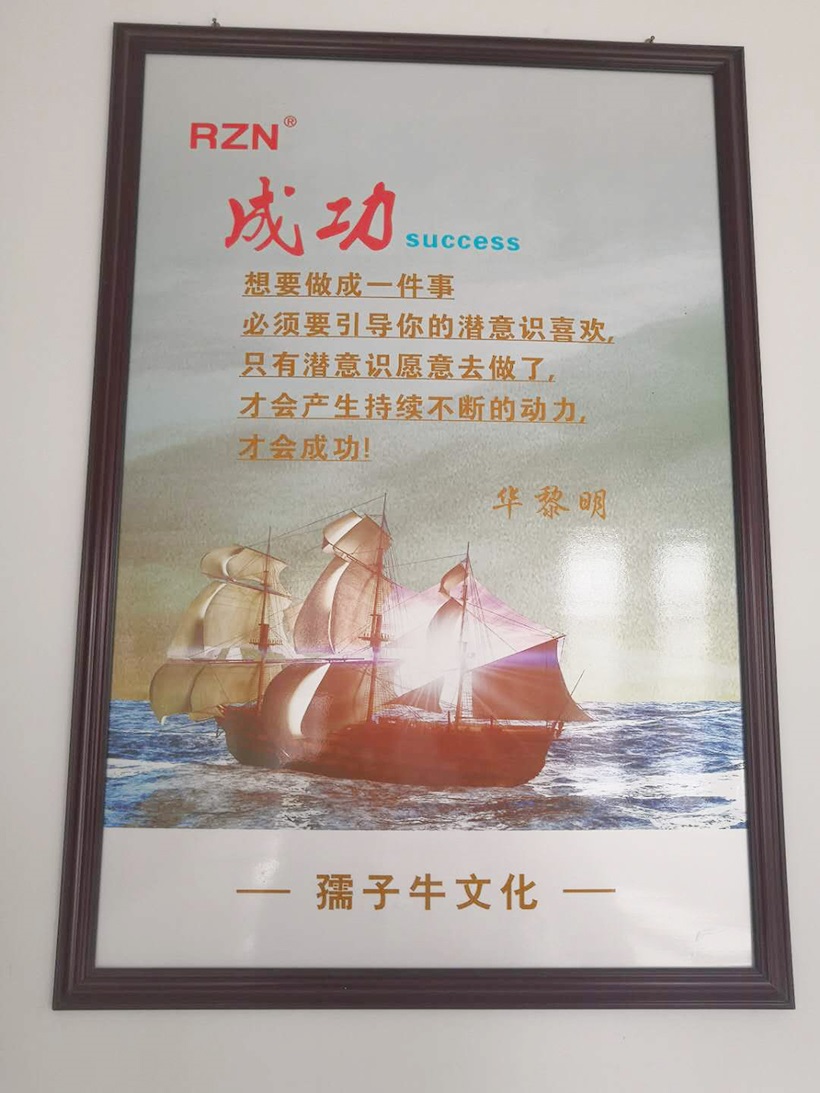 RZN®
成功 success
想要做成一件事
必须要引导你的潜意识喜欢,
只有潜意识愿意去做了,
才会产生持续不断的动力,
才会成功!
华黎明
— 孺子牛文化 —